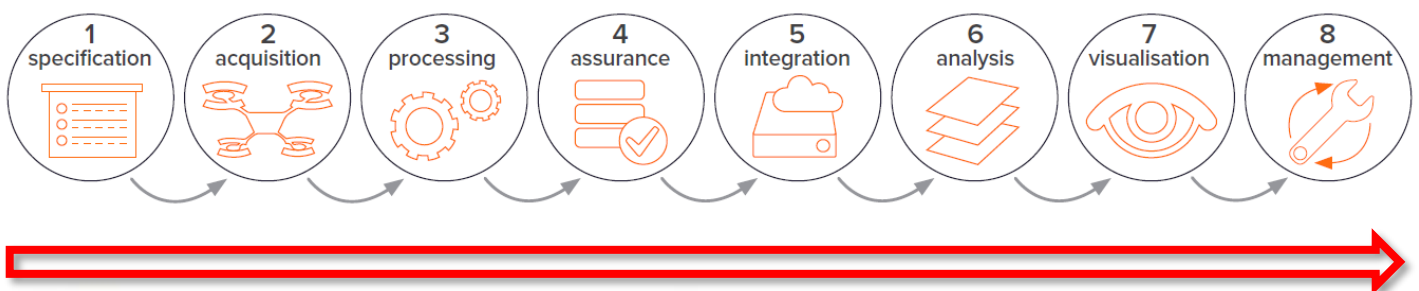 1
specification
2
acquisition
3
processing
4
assurance
5
integration
6
analysis
7
visualisation
8
management